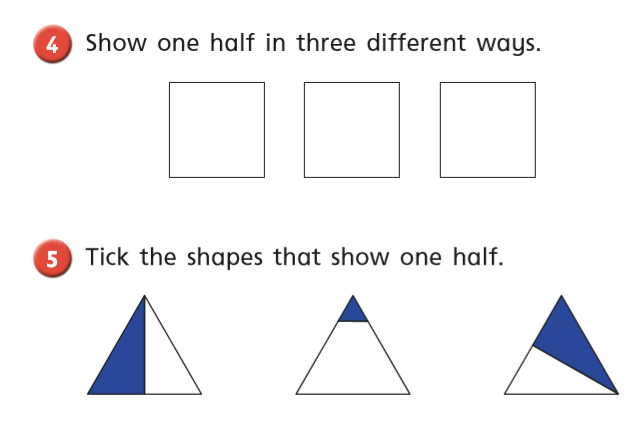 4 Show one half in three different ways.
5 Tick the shapes that show one half.